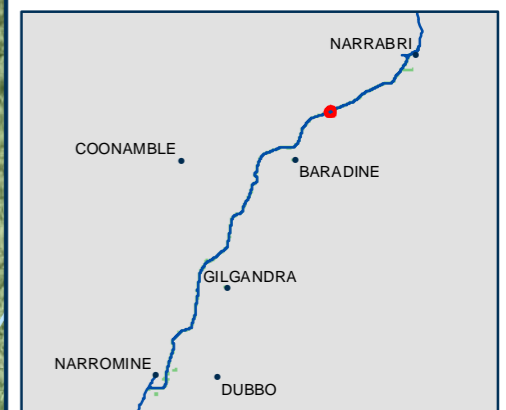 NARRABRI
COONAMBLE
BARADINE
GILGANDRA
NARROMINE
DUBBO